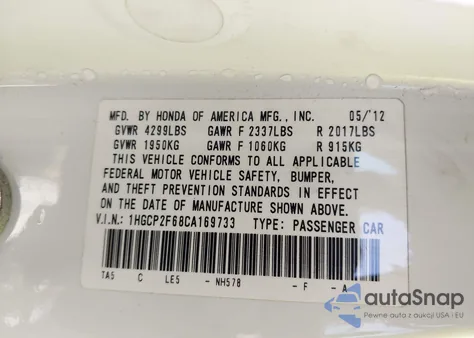 MFD. BY HONDA OF AMERICA MFG., INC. 05/'12
GVWR 4299LBS GAWR F 2337LBS R 2017LBS
GVWR 1950KG GAWR F 1060KG R 915KG
THIS VEHICLE CONFORMS TO ALL APPLICABLE
FEDERAL MOTOR VEHICLE SAFETY, BUMPER,
AND THEFT PREVENTION STANDARDS IN EFFECT
ON THE DATE OF MANUFACTURE SHOWN ABOVE.
V.I.N.: 1HGCP2F68CA169733 TYPE: PASSENGER CAR
TA5 C LE5 - NH578 - F - A
autoSnap
Pewne auta z USA i EU